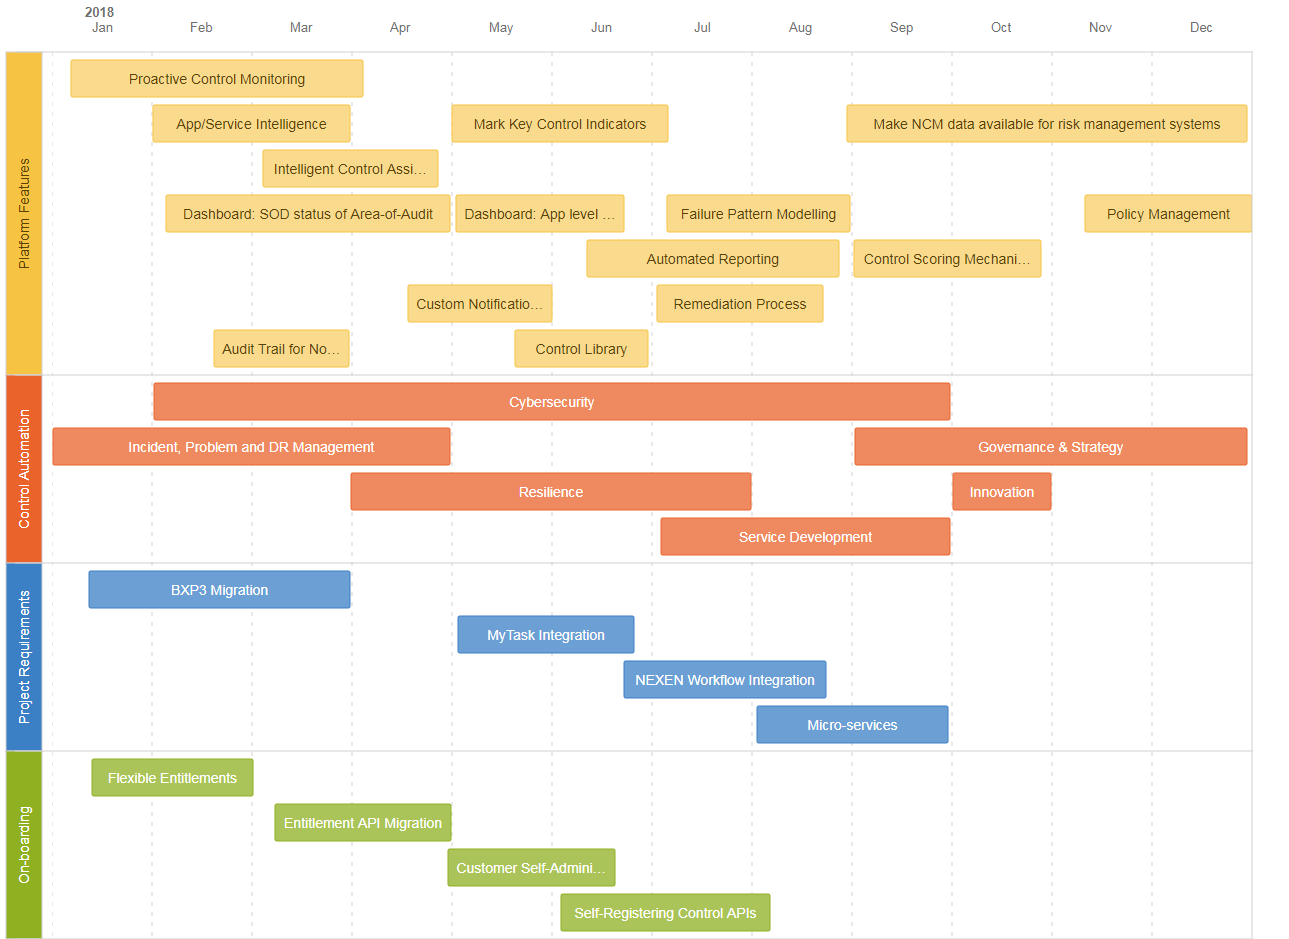 2018
Jan Feb Mar Apr May Jun Jul Aug Sep Oct Nov Dec
Platform Features
Proactive Control Monitoring
App/Service Intelligence
Mark Key Control Indicators
Make NCM data available for risk management systems
Intelligent Control Assi...
Dashboard: SOD status of Area-of-Audit
Dashboard: App level ...
Failure Pattern Modelling
Policy Management
Automated Reporting
Control Scoring Mechani...
Custom Notificatio...
Remediation Process
Audit Trail for No...
Control Library
Control Automation
Cybersecurity
Incident, Problem and DR Management
Governance & Strategy
Resilience
Innovation
Service Development
Project Requirements
BXP3 Migration
MyTask Integration
NEXEN Workflow Integration
Micro-services
On-boarding
Flexible Entitlements
Entitlement API Migration
Customer Self-Admini...
Self-Registering Control APIs